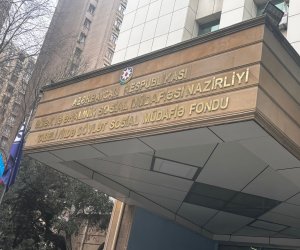 AZƏRBAYCAN RESPUBLİKASI
ƏMƏK VƏ ƏHALİNİN SOSİAL MÜDAFİƏSİ NAZİRLİYİ
DÖVLƏT SOSİAL MÜDAFİƏ FONDU